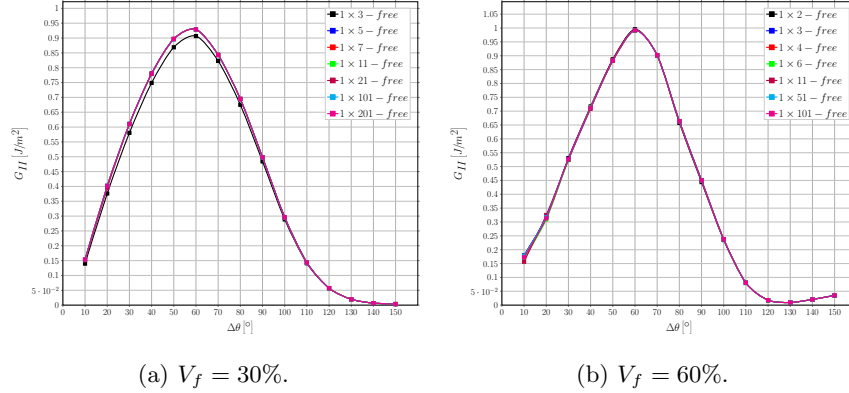 1
0.95
0.9
0.85
0.8
0.75
0.7
0.65
0.6
0.55
0.5
0.45
0.4
0.35
0.3
0.25
0.2
0.15
0.1
5 · 10⁻²
0
G_II [J/m²]
10 20 30 40 50 60 70 80 90 100 110 120 130 140 150
Δθ [°]
1 × 3 − free
1 × 5 − free
1 × 7 − free
1 × 11 − free
1 × 21 − free
1 × 101 − free
1 × 201 − free
(a) V_f = 30%.
1.05
1
0.95
0.9
0.85
0.8
0.75
0.7
0.65
0.6
0.55
0.5
0.45
0.4
0.35
0.3
0.25
0.2
0.15
0.1
5 · 10⁻²
0
G_II [J/m²]
10 20 30 40 50 60 70 80 90 100 110 120 130 140 150
Δθ [°]
1 × 2 − free
1 × 3 − free
1 × 4 − free
1 × 6 − free
1 × 11 − free
1 × 51 − free
1 × 101 − free
(b) V_f = 60%.